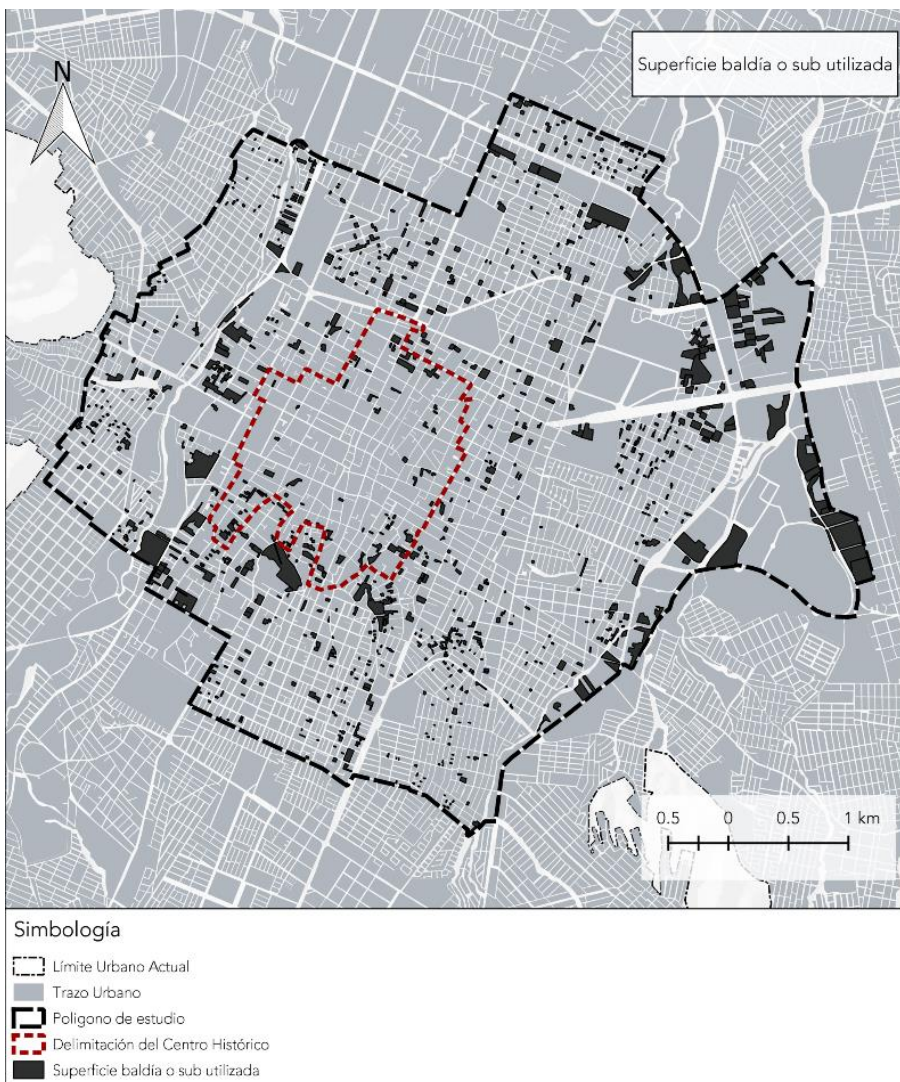 Superficie baldía o sub utilizada
N
0.5 0 0.5 1 km
Simbología
Límite Urbano Actual
Trazo Urbano
Poligono de estudio
Delimitación del Centro Histórico
Superficie baldía o sub utilizada